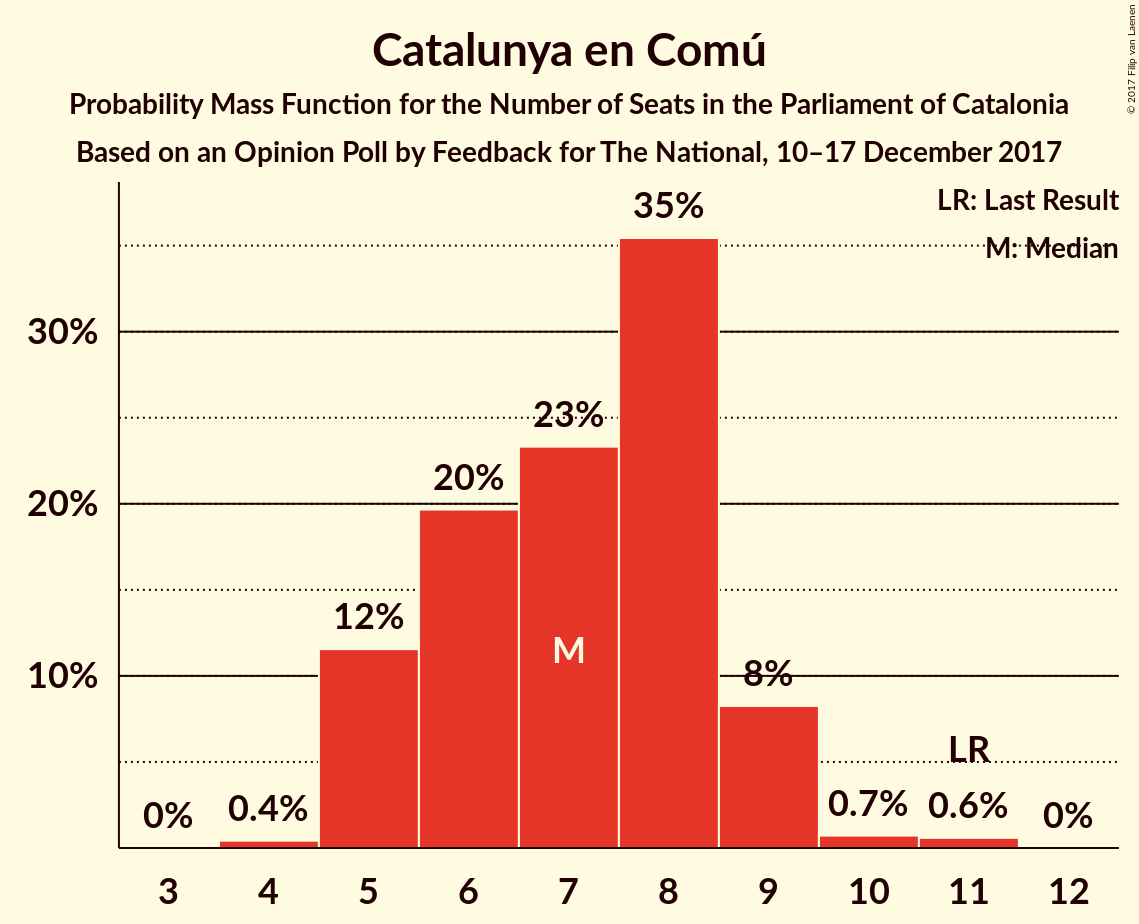 Catalunya en Comú
Probability Mass Function for the Number of Seats in the Parliament of Catalonia
Based on an Opinion Poll by Feedback for The National, 10–17 December 2017
© 2017 Filip van Laenen
LR: Last Result
M: Median
35%
30%
23%
20%
20%
12%
M
10%
8%
LR
0%
0.4%
0.7%
0.6%
0%
3 4 5 6 7 8 9 10 11 12